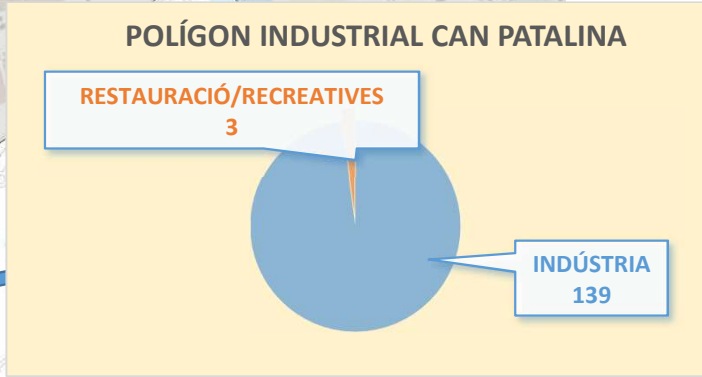 POLÍGON INDUSTRIAL CAN PATALINA
RESTAURACIÓ/RECREATIVES
3
INDÚSTRIA
139